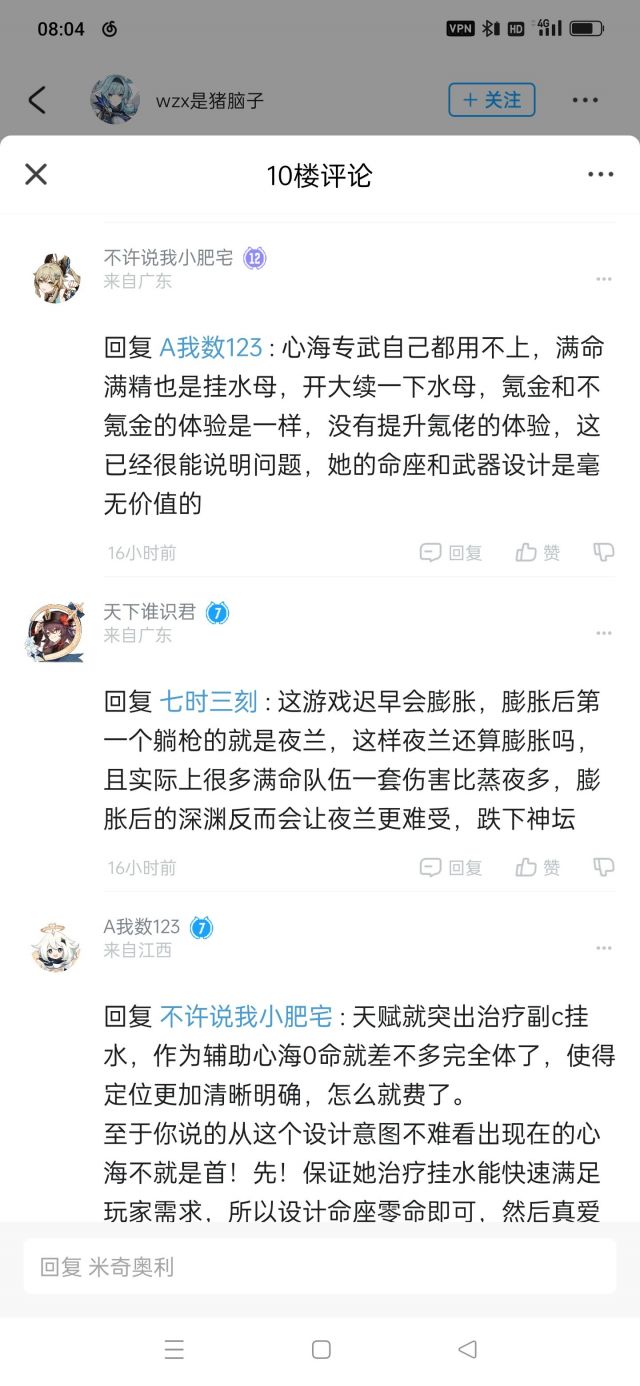 08:04
VPN HD 4G
wzx是猪脑子
+ 关注
10楼评论
不许说我小肥宅 12
来自广东
回复 A我数123 : 心海专武自己都用不上，满命
满精也是挂水母，开大续一下水母，氪金和不
氪金的体验是一样，没有提升氪佬的体验，这
已经很能说明问题，她的命座和武器设计是毫
无价值的
16小时前 回复 赞
天下谁识君 7
来自广东
回复 七时三刻 : 这游戏迟早会膨胀，膨胀后第
一个躺枪的就是夜兰，这样夜兰还算膨胀吗，
且实际上很多满命队伍一套伤害比蒸夜多，膨
胀后的深渊反而会让夜兰更难受，跌下神坛
16小时前 回复 赞
A我数123 7
来自江西
回复 不许说我小肥宅 : 天赋就突出治疗副c挂
水，作为辅助心海0命就差不多完全体了，使得
定位更加清晰明确，怎么就费了。
至于你说的从这个设计意图不难看出现在的心
海不就是首！先！保证她治疗挂水能快速满足
玩家需求，所以设计命座零命即可，然后真爱
回复 米奇奥利